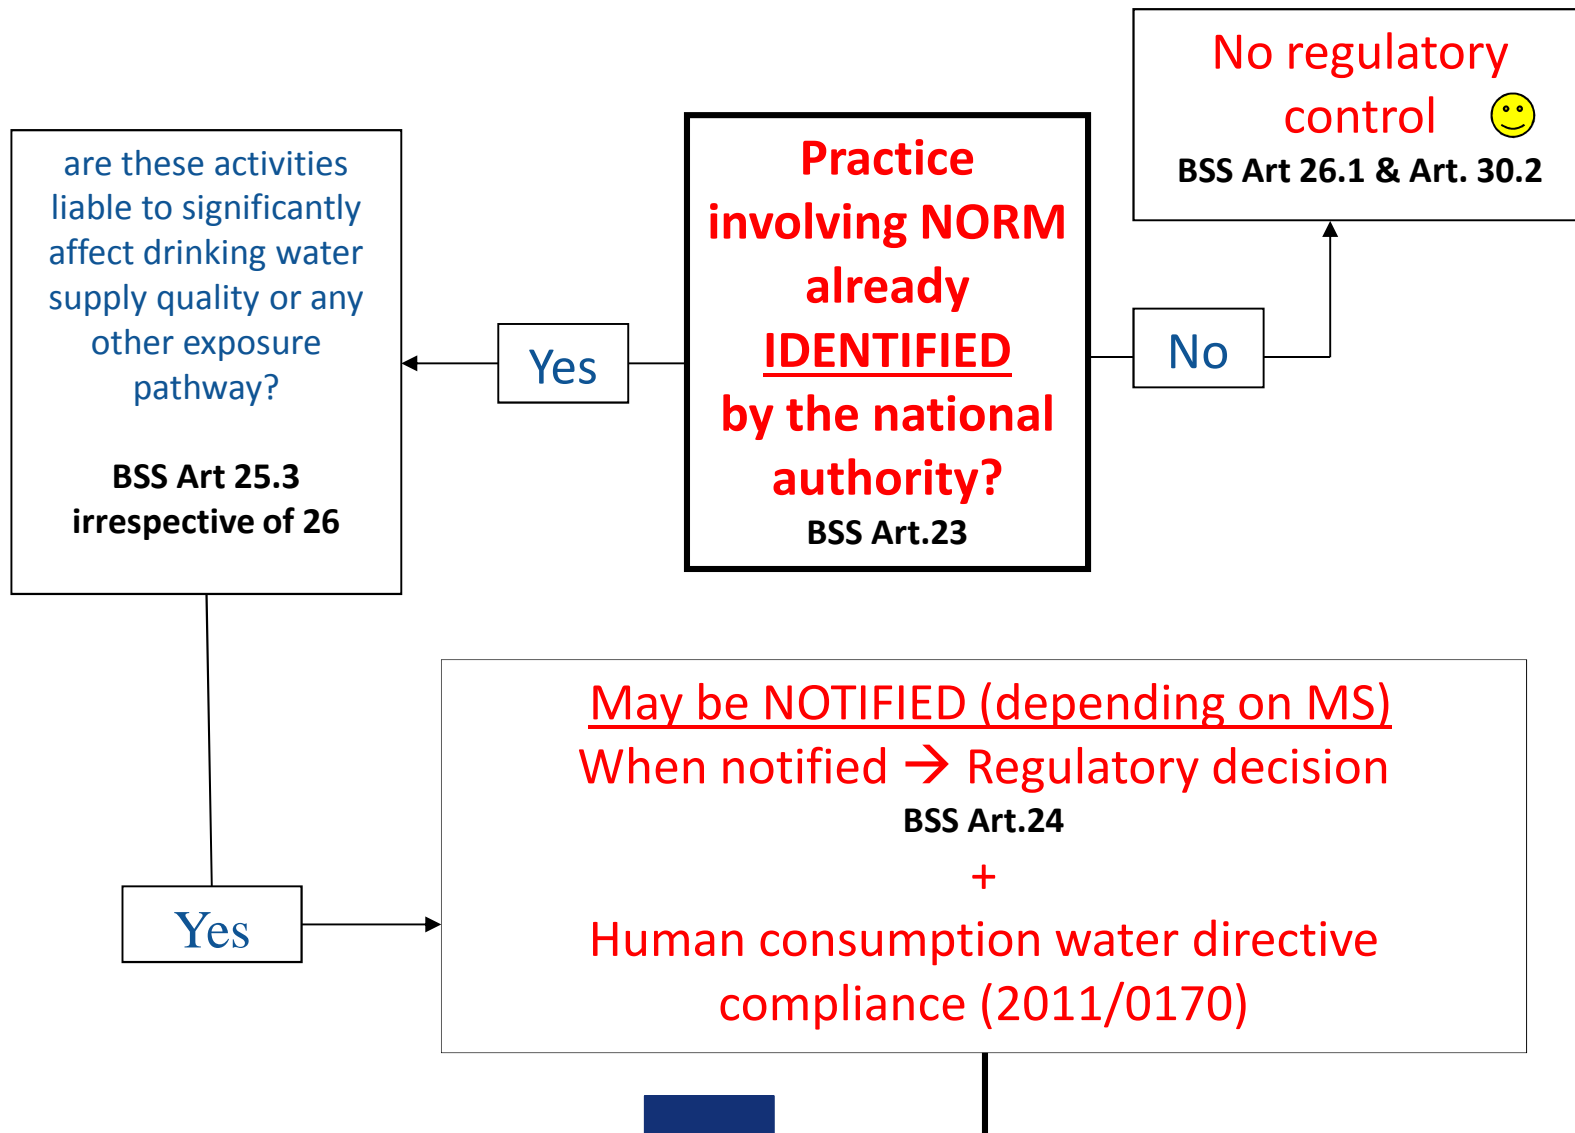 No regulatory
control
BSS Art 26.1 & Art. 30.2
Practice
involving NORM
already
IDENTIFIED
by the national
authority?
BSS Art.23
No
Yes
are these activities
liable to significantly
affect drinking water
supply quality or any
other exposure
pathway?
BSS Art 25.3
irrespective of 26
Yes
May be NOTIFIED (depending on MS)
When notified → Regulatory decision
BSS Art.24
+
Human consumption water directive
compliance (2011/0170)